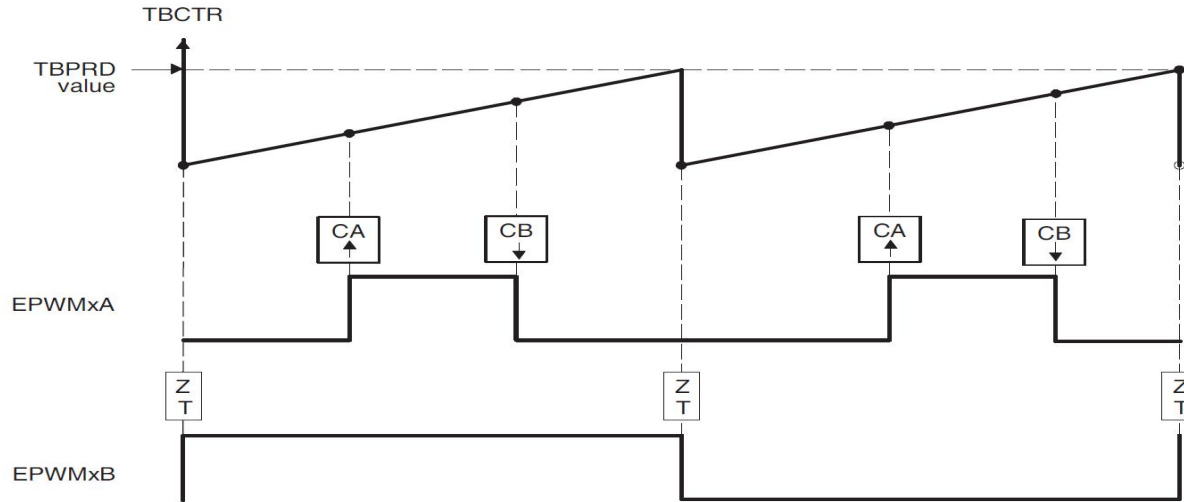 TBCTR
TBPRD
value
CA
CB
CA
CB
EPWMxA
Z
T
Z
T
Z
T
EPWMxB